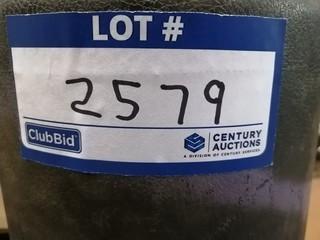 LOT #
2579
ClubBid
CENTURY
AUCTIONS
A DIVISION OF CENTURY SERVICES